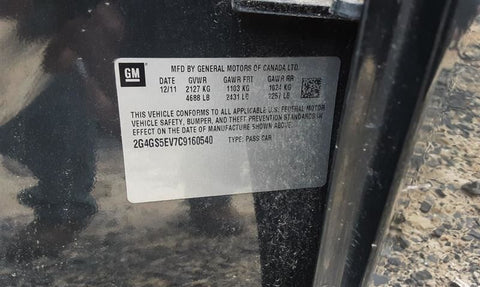 GM
MFD BY GENERAL MOTORS OF CANADA LTD.
DATE GVWR GAWR FRT GAWR RR
12/11 2127 KG 1103 KG 1024 KG
4688 LB 2431 LB 2257 LB
THIS VEHICLE CONFORMS TO ALL APPLICABLE U.S. FEDERAL MOTOR
VEHICLE SAFETY, BUMPER, AND THEFT PREVENTION STANDARDS IN
EFFECT ON THE DATE OF MANUFACTURE SHOWN ABOVE.
2G4GS5EV7C9160540 TYPE: PASS CAR